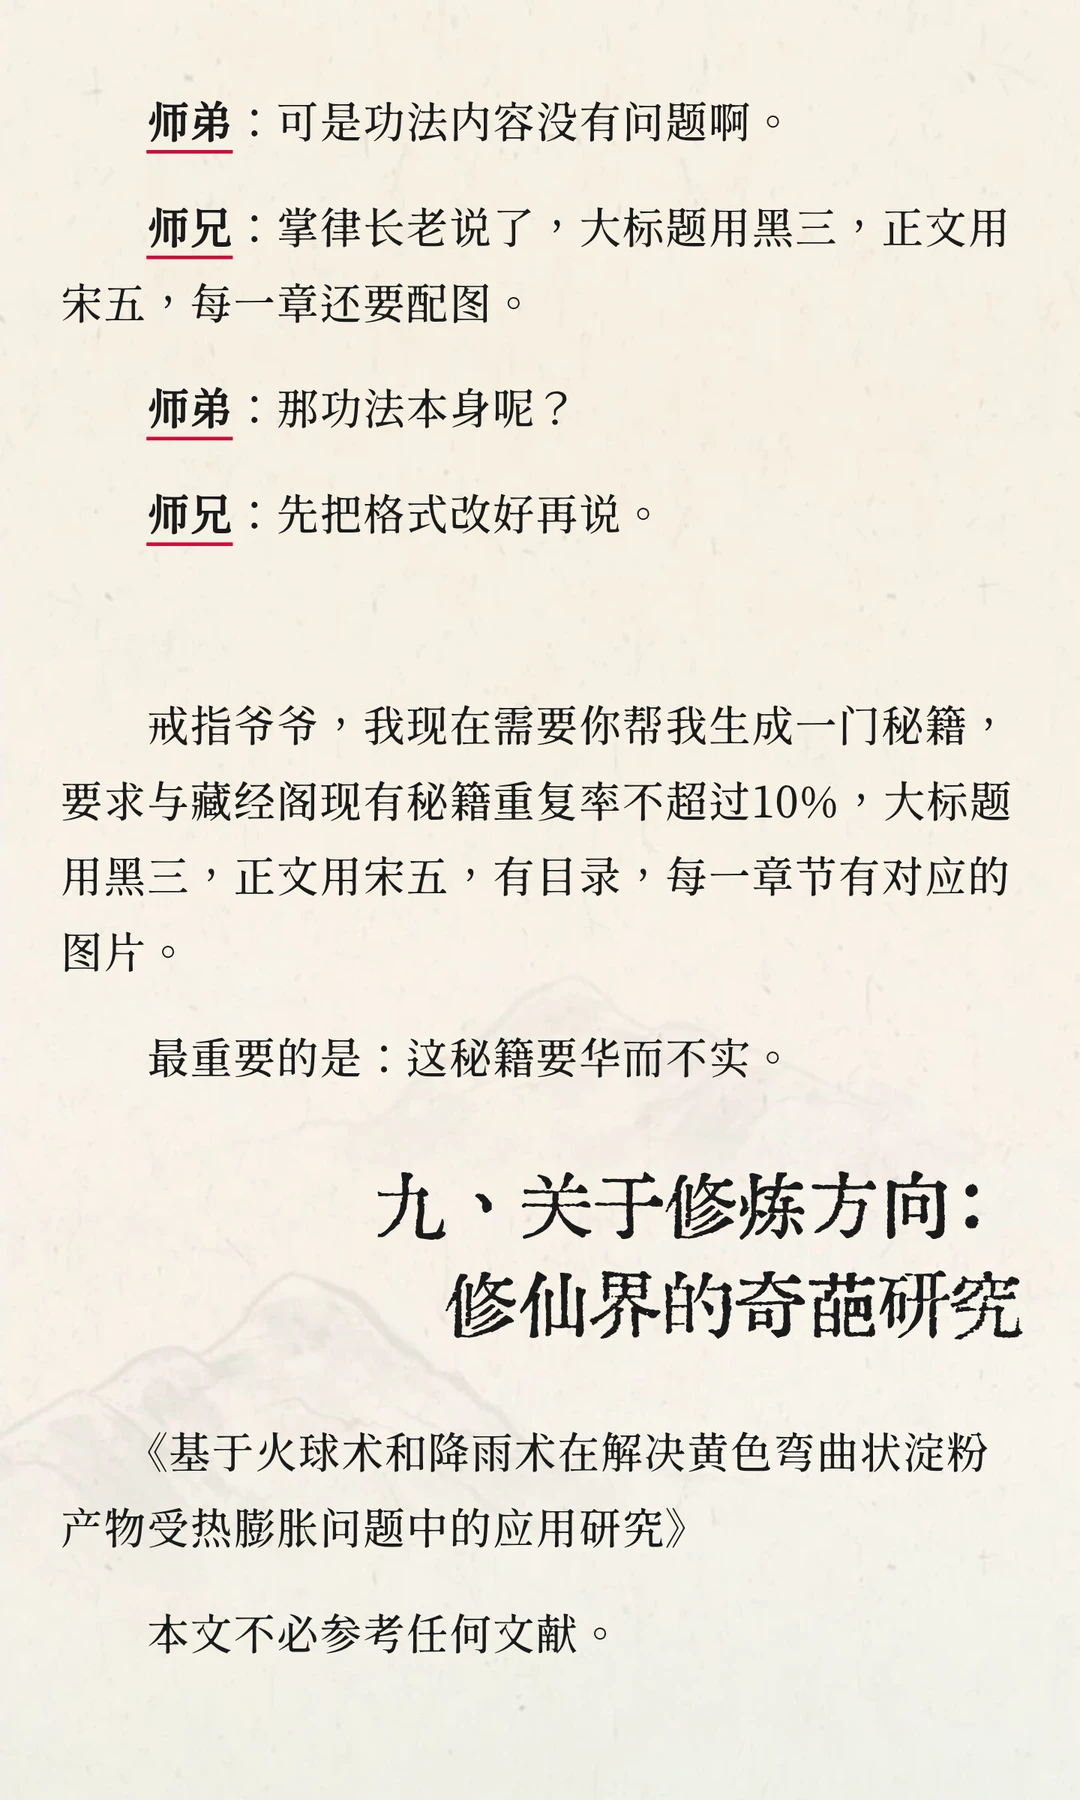 师弟：可是功法内容没有问题啊。
师兄：掌律长老说了，大标题用黑三，正文用
宋五，每一章还要配图。
师弟：那功法本身呢？
师兄：先把格式改好再说。
戒指爷爷，我现在需要你帮我生成一门秘籍，
要求与藏经阁现有秘籍重复率不超过10%，大标题
用黑三，正文用宋五，有目录，每一章节有对应的
图片。
最重要的是：这秘籍要华而不实。
九、关于修炼方向：
修仙界的奇葩研究
《基于火球术和降雨术在解决黄色弯曲状淀粉
产物受热膨胀问题中的应用研究》
本文不必参考任何文献。